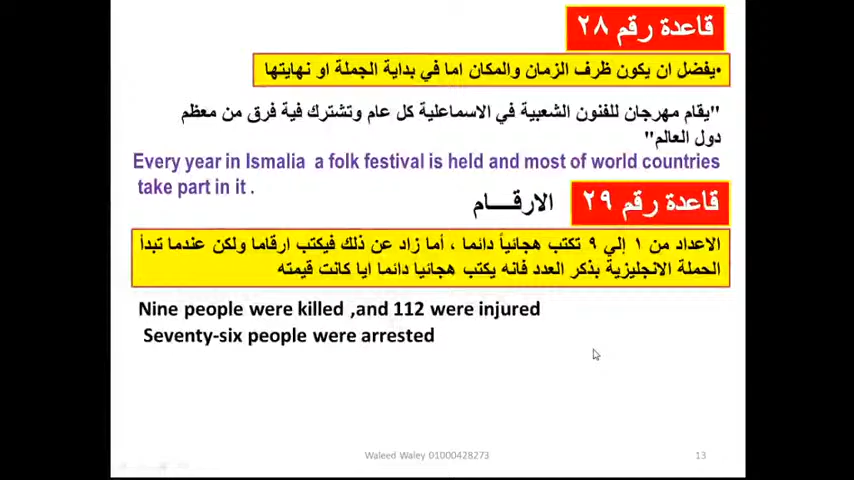 قاعدة رقم ٢٨
•يفضل ان يكون ظرف الزمان والمكان اما في بداية الجملة او نهايتها
"يقام مهرجان للفنون الشعبية في الاسماعلية كل عام وتشترك فية فرق من معظم
دول العالم"
Every year in Ismalia a folk festival is held and most of world countries
take part in it .
قاعدة رقم ٢٩ الارقـــــام
الاعداد من ١ إلي ٩ تكتب هجائياً دائما ، أما زاد عن ذلك فيكتب ارقاما ولكن عندما تبدأ
الحملة الانجليزية بذكر العدد فانه يكتب هجائيا دائما ايا كانت قيمته
Nine people were killed ,and 112 were injured
Seventy-six people were arrested
Waleed Waley 01000428273 13